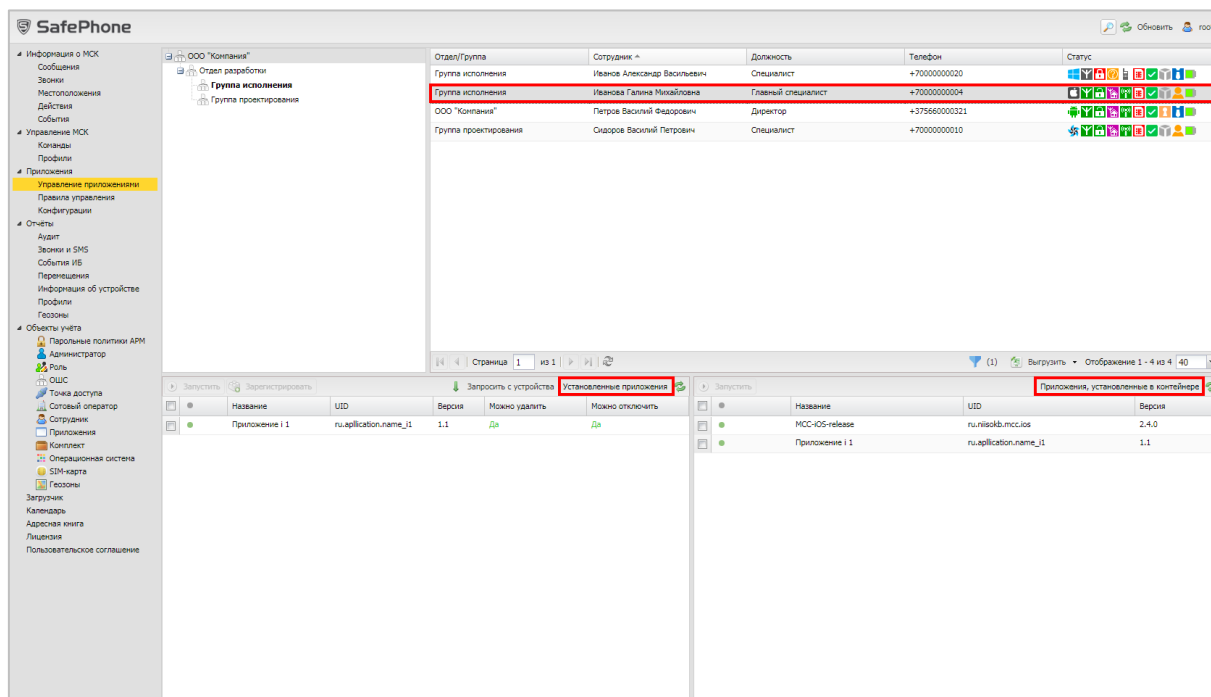 SafePhone
Обновить roo
Информация о МСК
Сообщения
Звонки
Местоположения
Действия
События
Управление МСК
Команды
Профили
Приложения
Управление приложениями
Правила управления
Конфигурации
Отчёты
Аудит
Звонки и SMS
События ИБ
Перемещения
Информация об устройстве
Профили
Геозоны
Объекты учёта
Парольные политики АРМ
Администратор
Роль
ОШС
Точка доступа
Сотовый оператор
Сотрудник
Приложения
Комплект
Операционная система
SIM-карта
Геозоны
Загрузчик
Календарь
Адресная книга
Лицензия
Пользовательское соглашение
ООО "Компания"
Отдел разработки
Группа исполнения
Группа проектирования
Отдел/Группа Сотрудник Должность Телефон Статус
Группа исполнения Иванов Александр Васильевич Специалист +70000000020
Группа исполнения Иванова Галина Михайловна Главный специалист +70000000004
ООО "Компания" Петров Василий Федорович Директор +375660000321
Группа проектирования Сидоров Василий Петрович Специалист +70000000010
Страница 1 из 1 (1) Выгрузить Отображение 1 - 4 из 4 40
Запустить Зарегистрировать Запросить с устройства Установленные приложения
Название UID Версия Можно удалить Можно отключить
Приложение i 1 ru.apllication.name_i1 1.1 Да Да
Запустить Приложения, установленные в контейнере
Название UID Версия
MCC-iOS-release ru.niisokb.mcc.ios 2.4.0
Приложение i 1 ru.apllication.name_i1 1.1